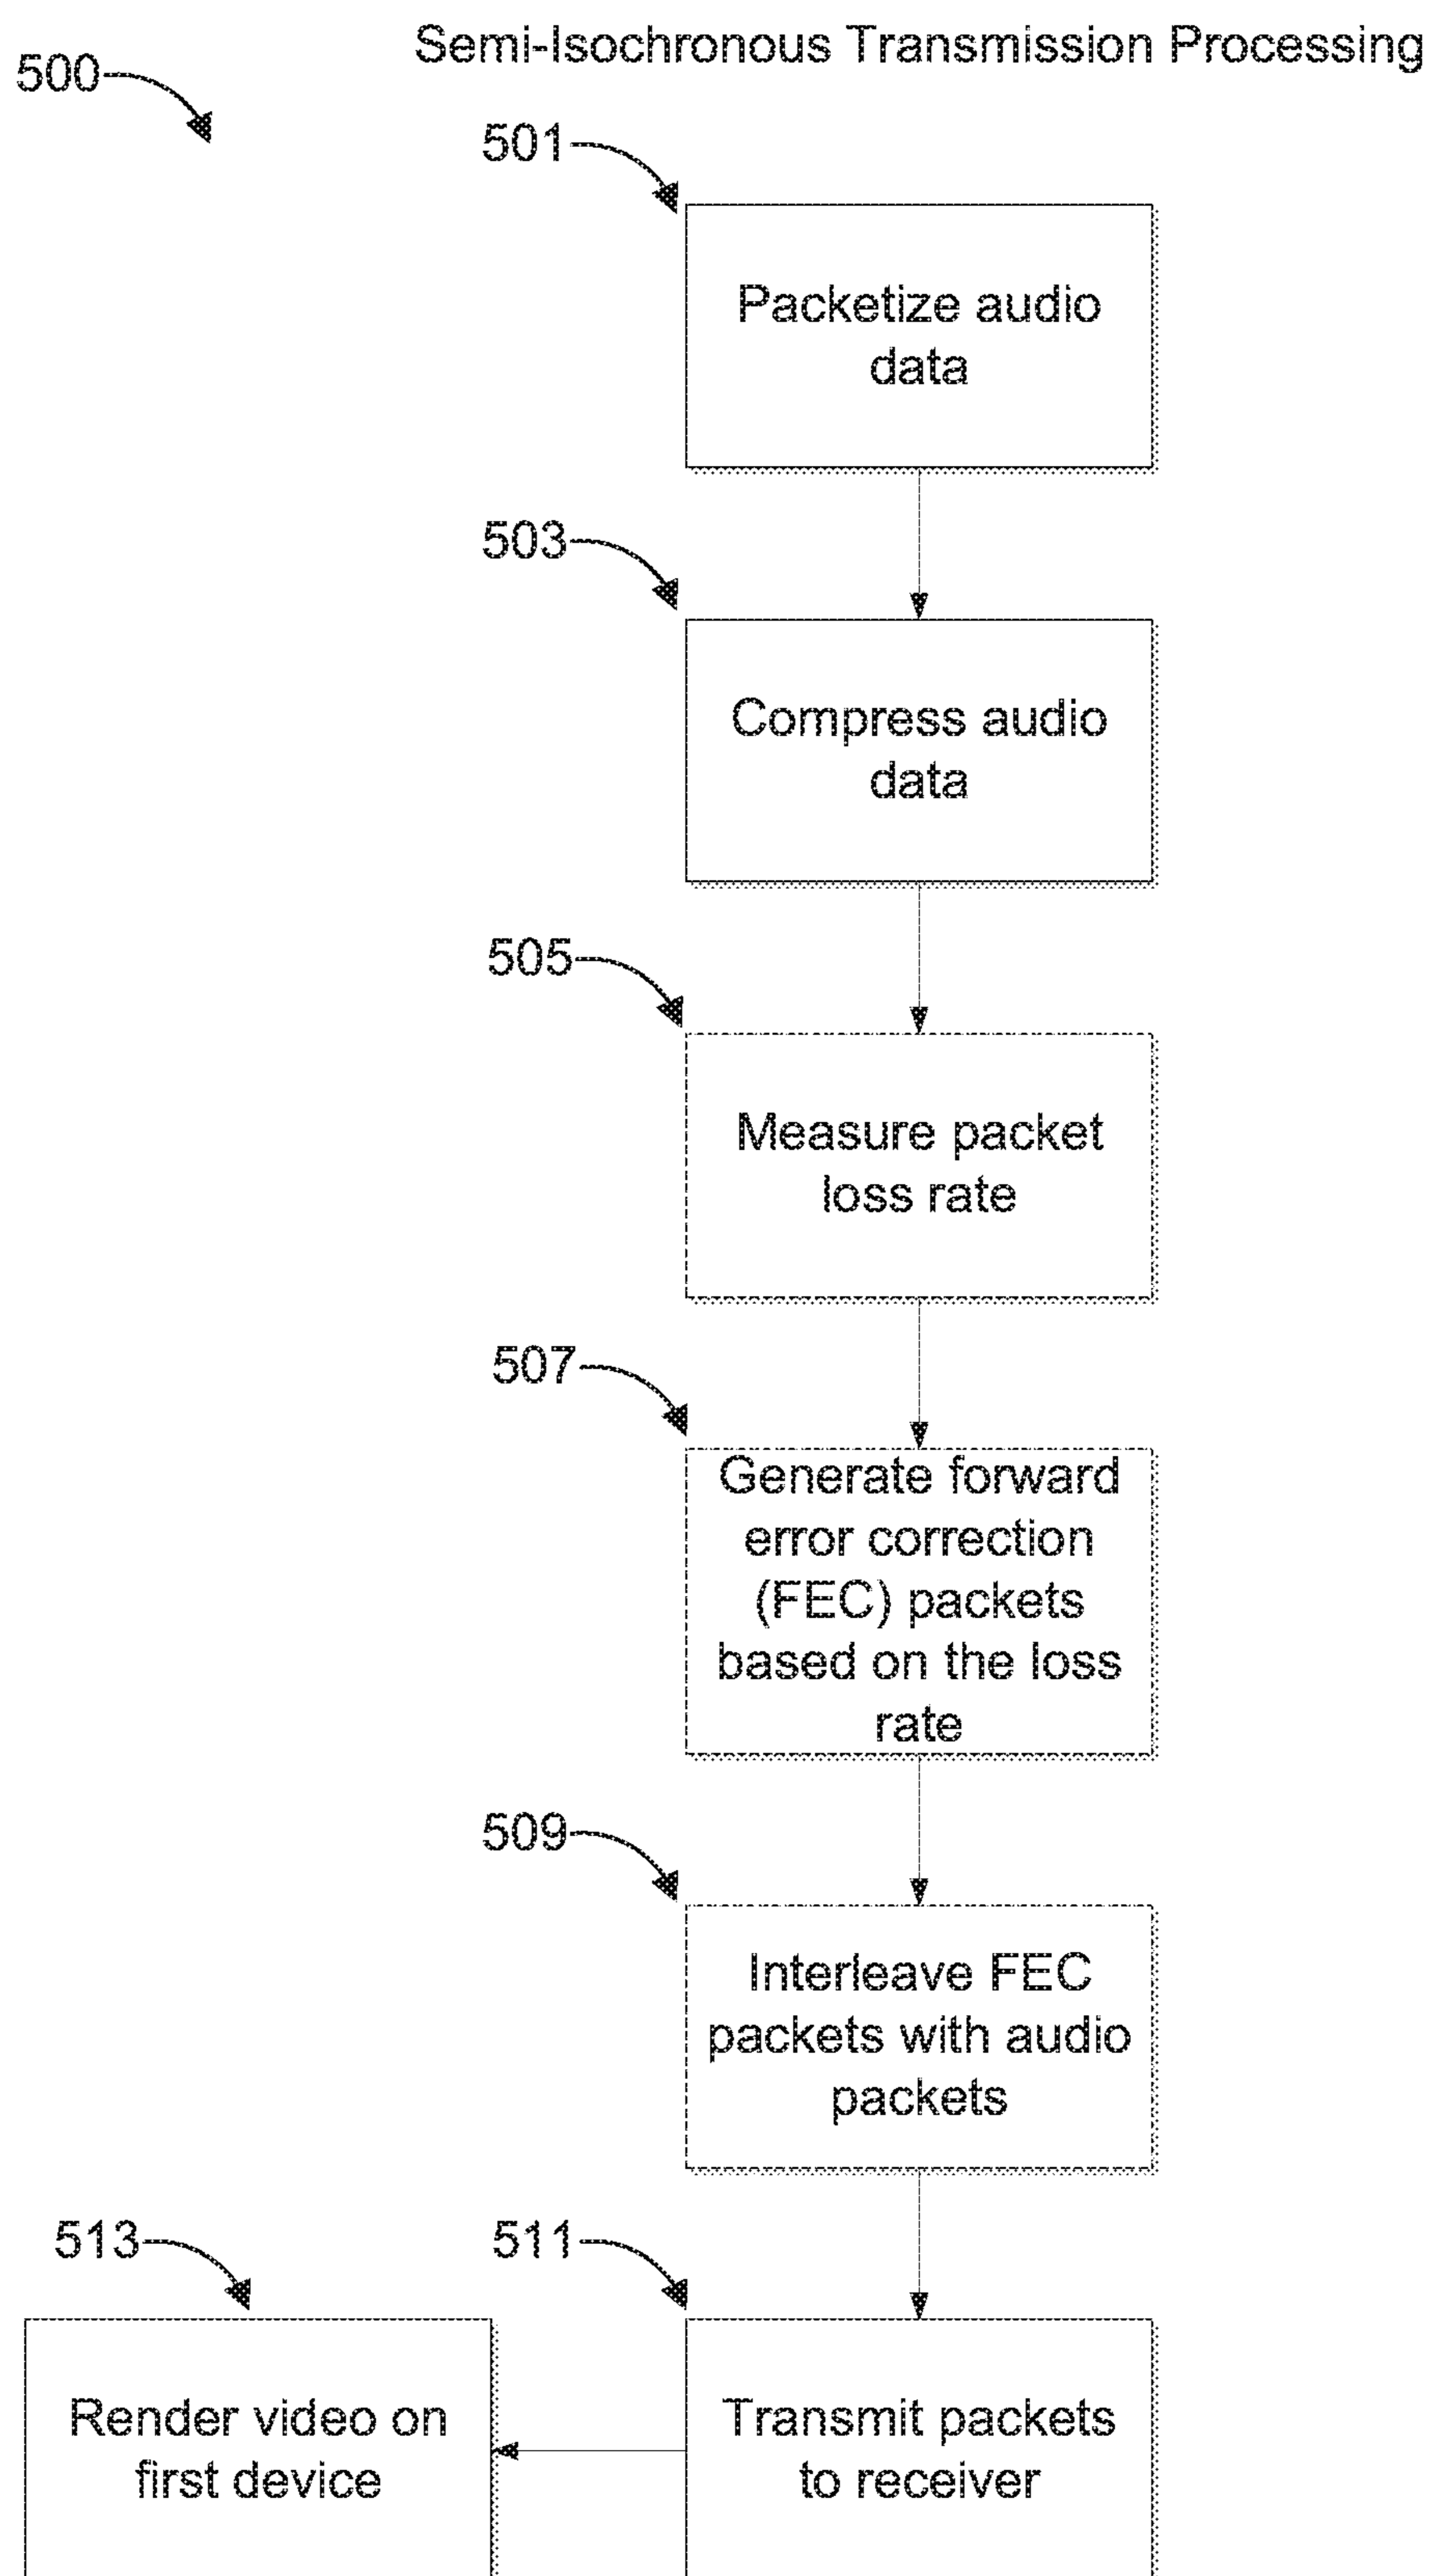 Semi-Isochronous Transmission Processing
500
501
Packetize audio
data
503
Compress audio
data
505
Measure packet
loss rate
507
Generate forward
error correction
(FEC) packets
based on the loss
rate
509
Interleave FEC
packets with audio
packets
513
Render video on
first device
511
Transmit packets
to receiver